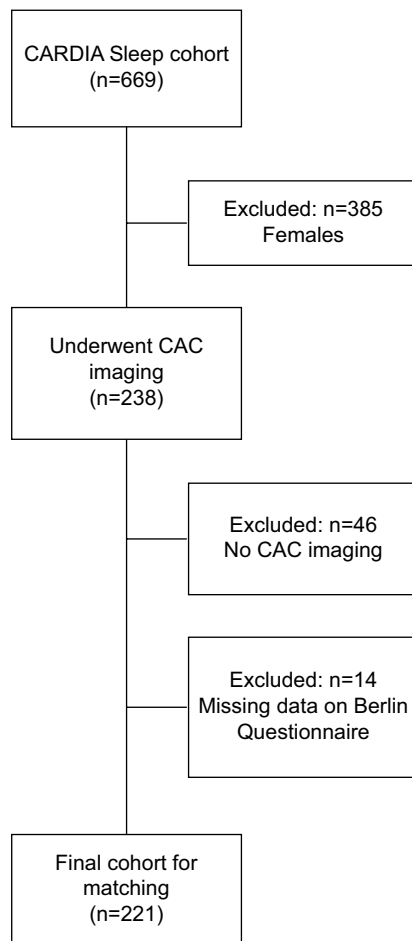 CARDIA Sleep cohort
(n=669)
Excluded: n=385
Females
Underwent CAC
imaging
(n=238)
Excluded: n=46
No CAC imaging
Excluded: n=14
Missing data on Berlin
Questionnaire
Final cohort for
matching
(n=221)